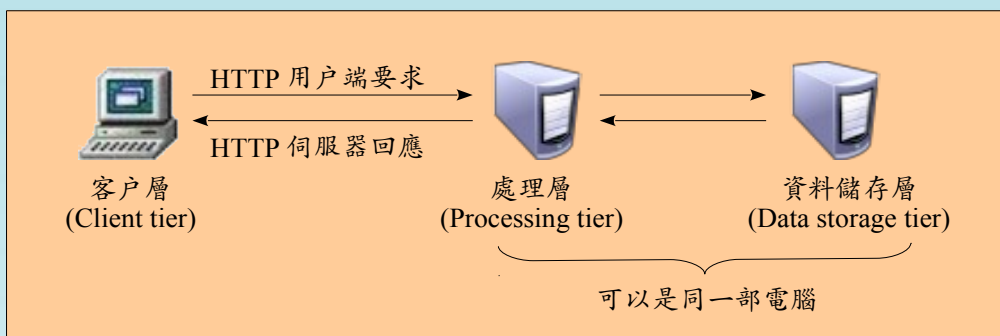 HTTP 用户端要求
HTTP 伺服器回應
客户層
(Client tier)
處理層
(Processing tier)
資料儲存層
(Data storage tier)
可以是同一部電腦